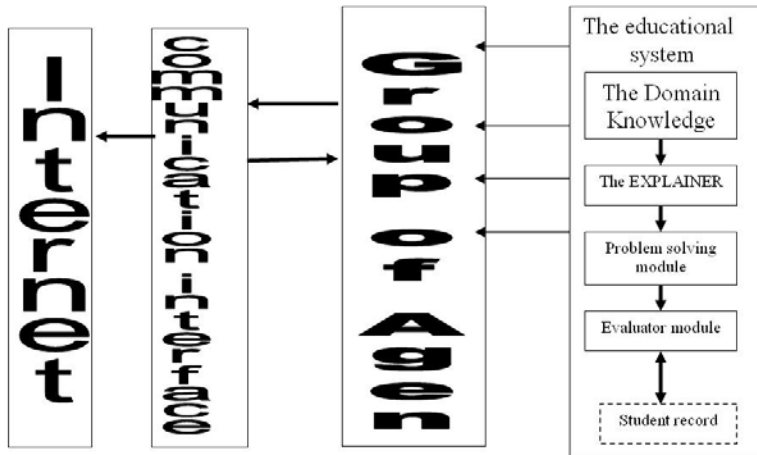 Internet
communication interface
Group of Agen
The educational
system
The Domain
Knowledge
The EXPLAINER
Problem solving
module
Evaluator module
Student record